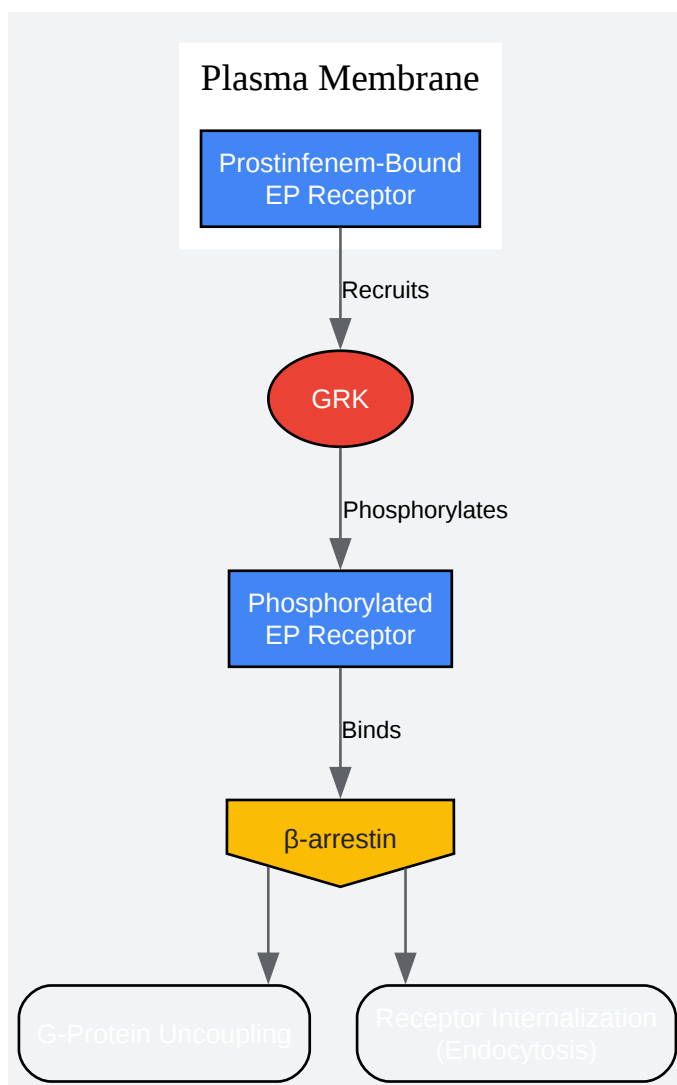 Plasma Membrane
Prostinfenem-Bound
EP Receptor
Recruits
GRK
Phosphorylates
Phosphorylated
EP Receptor
Binds
β-arrestin
G-Protein Uncoupling
Receptor Internalization
(Endocytosis)